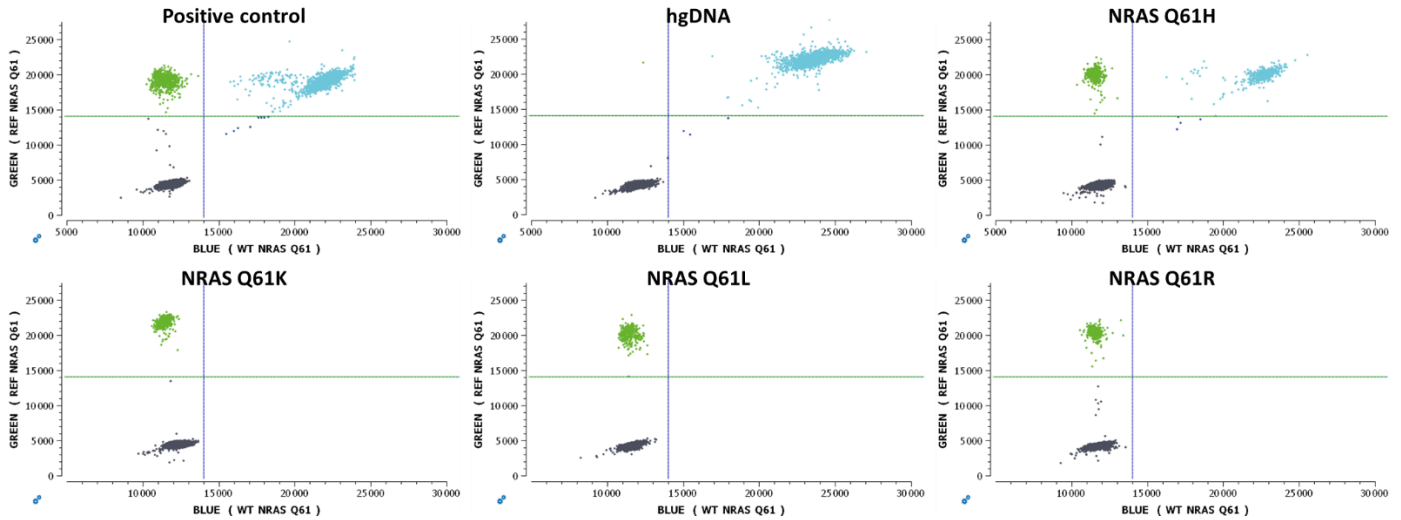 Positive control
hgDNA
NRAS Q61H
GREEN ( REF NRAS Q61 )
25000
20000
15000
10000
5000
0
5000 10000 15000 20000 25000 30000
BLUE ( WT NRAS Q61 )
GREEN ( REF NRAS Q61 )
25000
20000
15000
10000
5000
0
5000 10000 15000 20000 25000 30000
BLUE ( WT NRAS Q61 )
GREEN ( REF NRAS Q61 )
25000
20000
15000
10000
5000
0
5000 10000 15000 20000 25000 30000
BLUE ( WT NRAS Q61 )
NRAS Q61K
NRAS Q61L
NRAS Q61R
GREEN ( REF NRAS Q61 )
25000
20000
15000
10000
5000
0
10000 15000 20000 25000 30000
BLUE ( WT NRAS Q61 )
GREEN ( REF NRAS Q61 )
25000
20000
15000
10000
5000
0
10000 15000 20000 25000 30000
BLUE ( WT NRAS Q61 )
GREEN ( REF NRAS Q61 )
25000
20000
15000
10000
5000
0
10000 15000 20000 25000 30000
BLUE ( WT NRAS Q61 )